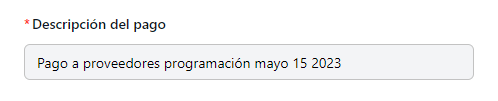 * Descripción del pago
Pago a proveedores programación mayo 15 2023